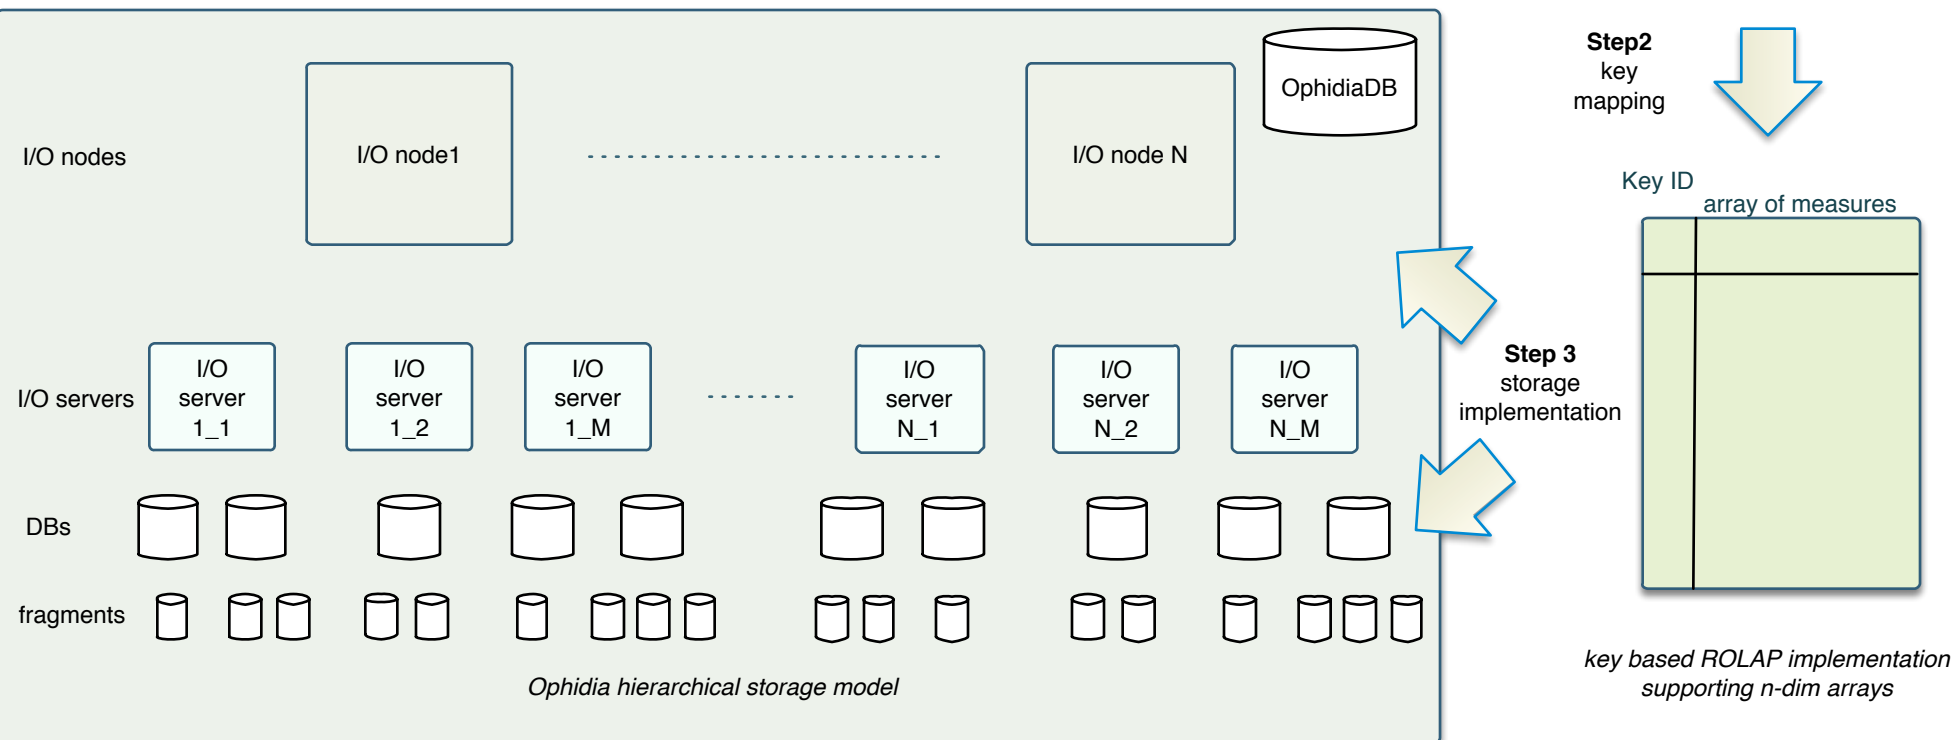 Step2
key
mapping
OphidiaDB
I/O nodes
I/O node1
I/O node N
Key ID
array of measures
I/O servers
I/O
server
1_1
I/O
server
1_2
I/O
server
1_M
I/O
server
N_1
I/O
server
N_2
I/O
server
N_M
Step 3
storage
implementation
DBs
fragments
Ophidia hierarchical storage model
key based ROLAP implementation
supporting n-dim arrays